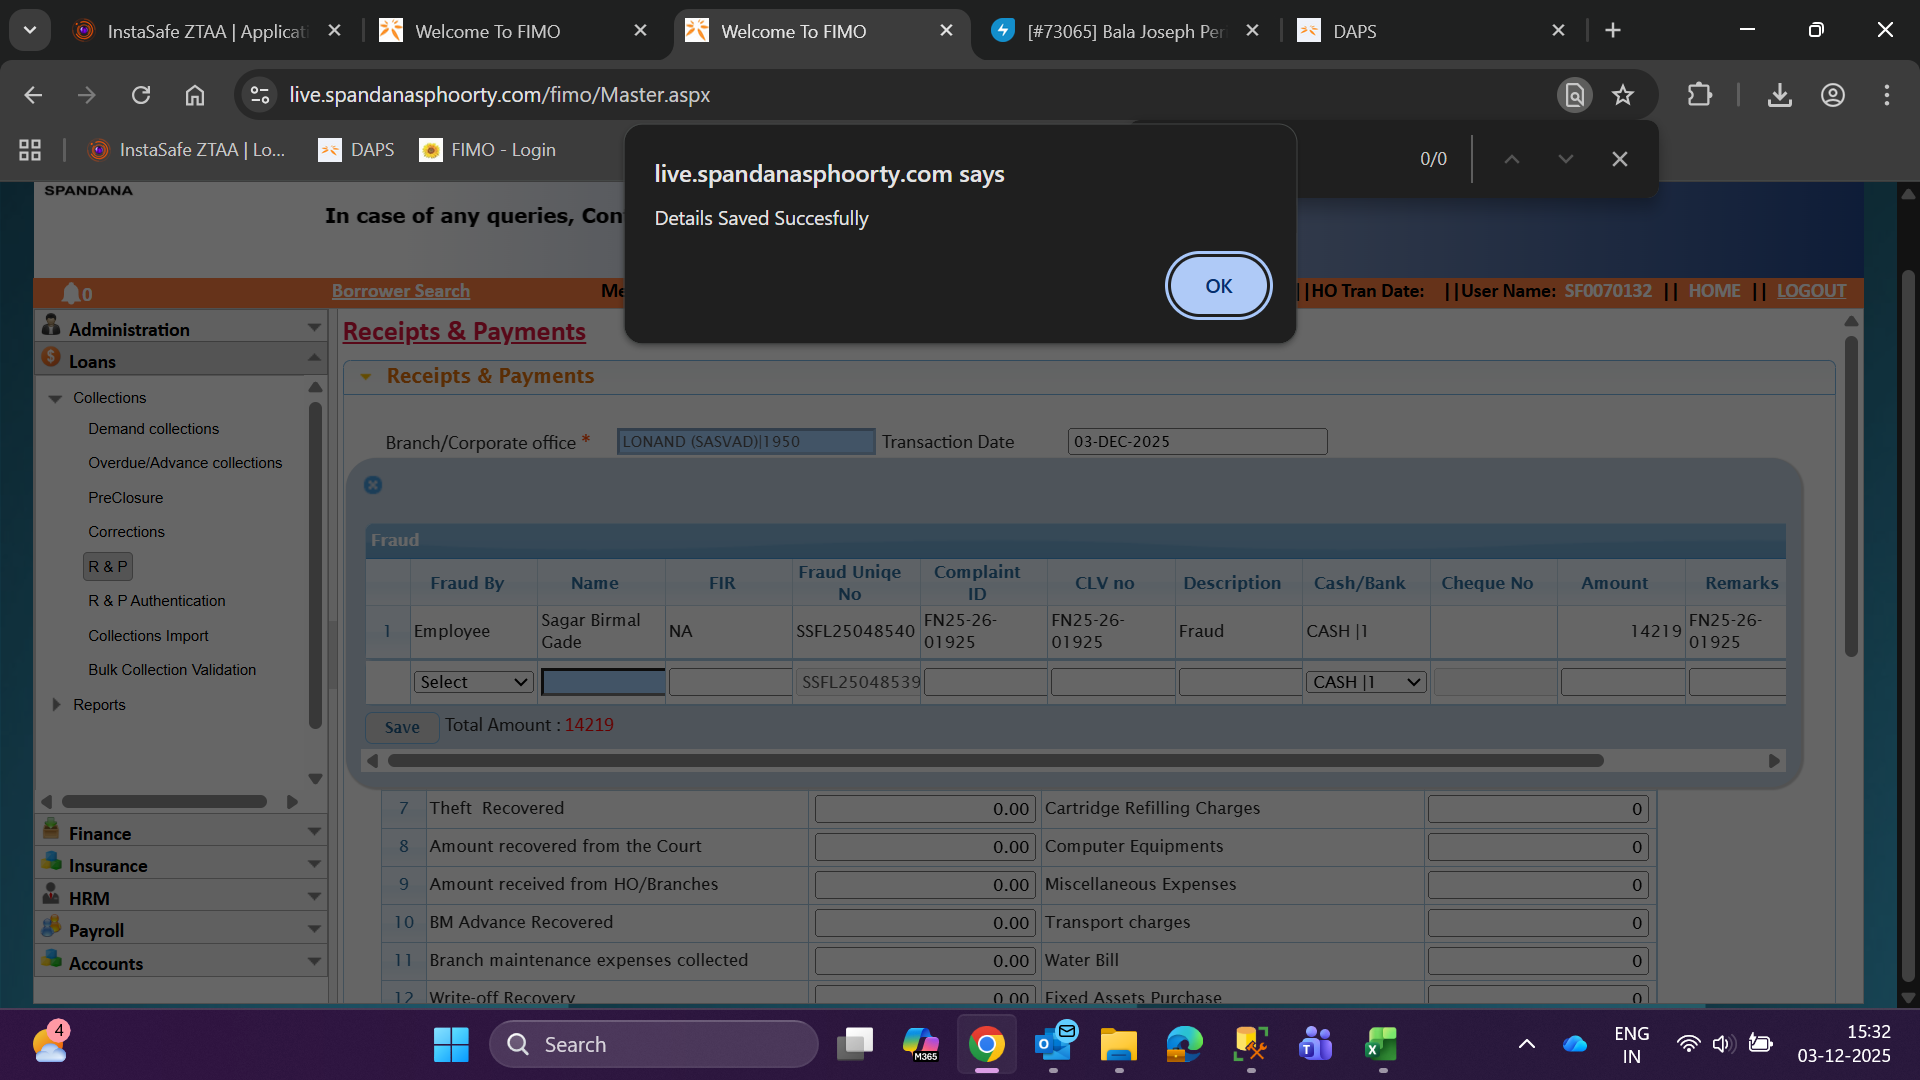 InstaSafe ZTAA | Applicati
Welcome To FIMO
Welcome To FIMO
[#73065] Bala Joseph Per
DAPS
live.spandanasphoorty.com/fimo/Master.aspx
InstaSafe ZTAA | Lo...
DAPS
FIMO - Login
0/0
live.spandanasphoorty.com says
Details Saved Succesfully
OK
SPANDANA
In case of any queries, Con
0
Borrower Search
Me
||HO Tran Date: ||User Name: SF0070132 || HOME || LOGOUT
Administration
Loans
Collections
Demand collections
Overdue/Advance collections
PreClosure
Corrections
R & P
R & P Authentication
Collections Import
Bulk Collection Validation
Reports
Finance
Insurance
HRM
Payroll
Accounts
Receipts & Payments
Receipts & Payments
Branch/Corporate office * LONAND (SASVAD)|1950 Transaction Date 03-DEC-2025
Fraud
Fraud By Name FIR Fraud Uniqe No Complaint ID CLV no Description Cash/Bank Cheque No Amount Remarks
1 Employee Sagar Birmal Gade NA SSFL25048540 FN25-26-01925 FN25-26-01925 Fraud CASH |1 14219 FN25-26-01925
Select SSFL25048539 CASH |1
Save Total Amount : 14219
7 Theft Recovered 0.00 Cartridge Refilling Charges 0
8 Amount recovered from the Court 0.00 Computer Equipments 0
9 Amount received from HO/Branches 0.00 Miscellaneous Expenses 0
10 BM Advance Recovered 0.00 Transport charges 0
11 Branch maintenance expenses collected 0.00 Water Bill 0
12 Write-off Recovery 0.00 Fixed Assets Purchase 0
4
Search
M365
ENG
IN
15:32
03-12-2025